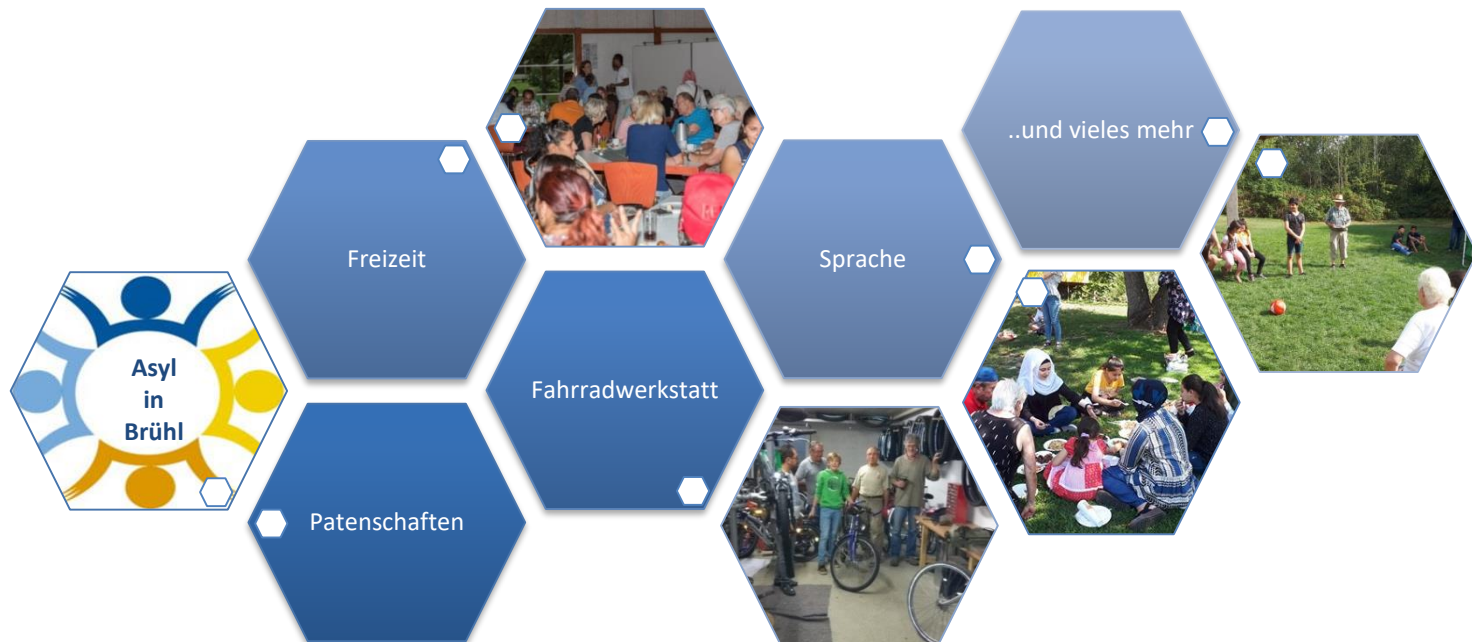 Asyl
in
Brühl
Freizeit
Patenschaften
Fahrradwerkstatt
Sprache
..und vieles mehr